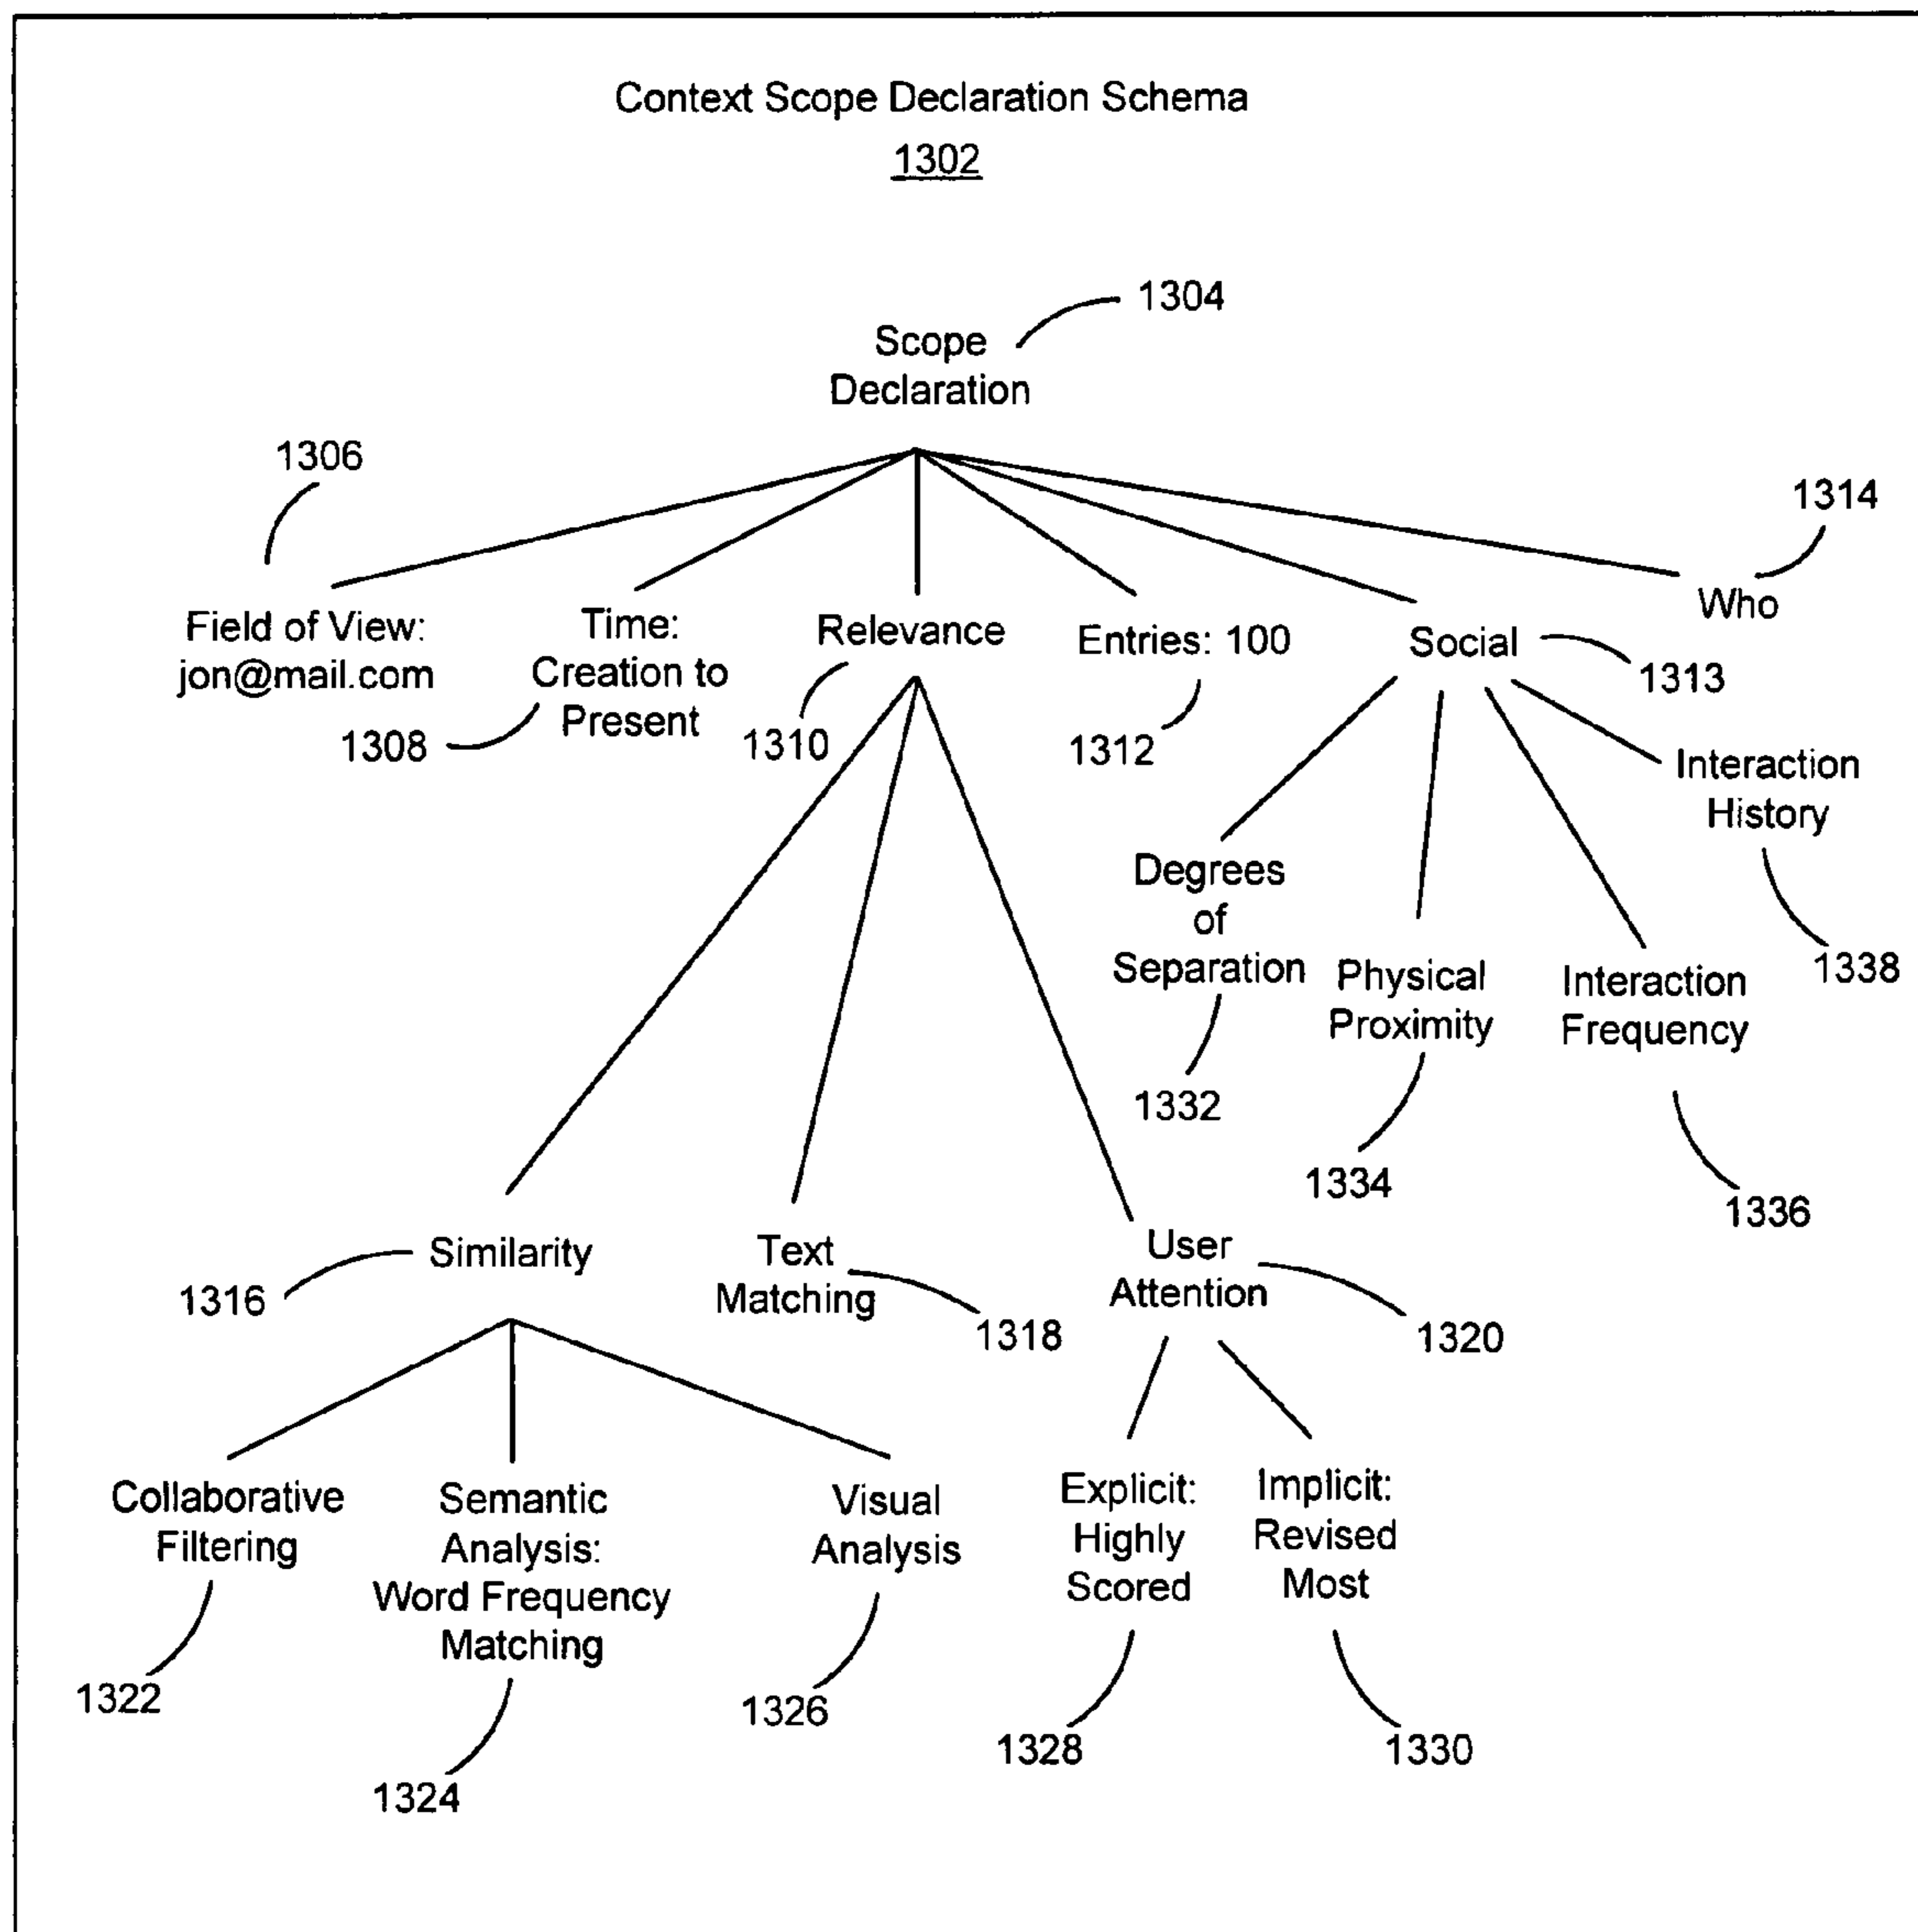 Context Scope Declaration Schema
1302
1304
Scope
Declaration
1306
1314
Field of View:
jon@mail.com
1308
Time:
Creation to
Present
Relevance
1310
Entries: 100
1312
Social
1313
Who
Interaction
History
1338
Degrees
of
Separation
1332
Physical
Proximity
1334
Interaction
Frequency
1336
Similarity
1316
Text
Matching
1318
User
Attention
1320
Collaborative
Filtering
1322
Semantic
Analysis:
Word Frequency
Matching
1324
Visual
Analysis
1326
Explicit:
Highly
Scored
1328
Implicit:
Revised
Most
1330